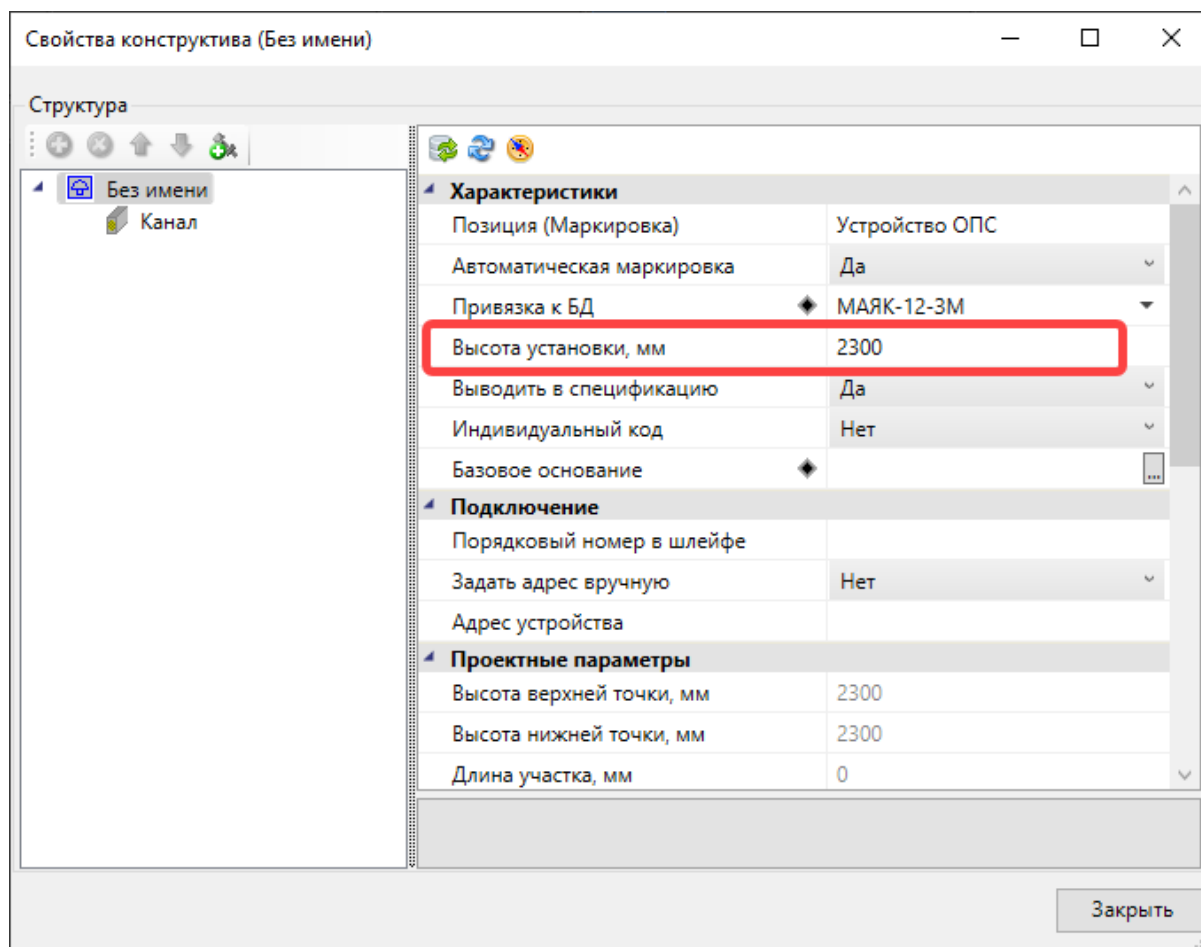 Свойства конструктива (Без имени)
Структура
Без имени
Канал
Характеристики
Позиция (Маркировка) Устройство ОПС
Автоматическая маркировка Да
Привязка к БД МАЯК-12-3М
Высота установки, мм 2300
Выводить в спецификацию Да
Индивидуальный код Нет
Базовое основание ...
Подключение
Порядковый номер в шлейфе
Задать адрес вручную Нет
Адрес устройства
Проектные параметры
Высота верхней точки, мм 2300
Высота нижней точки, мм 2300
Длина участка, мм 0
Закрыть